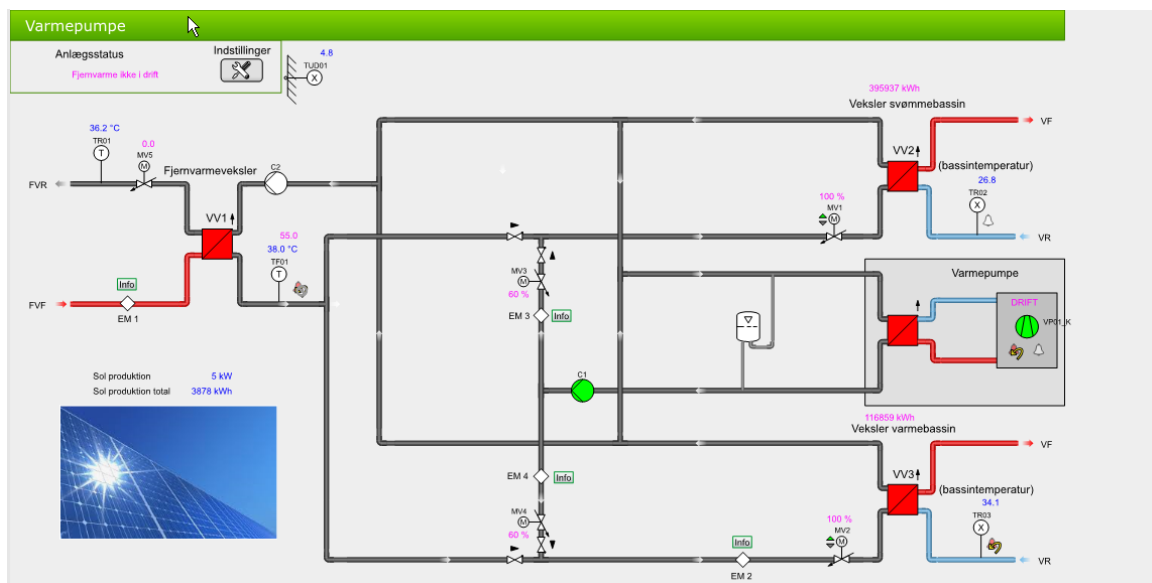 Varmepumpe
Anlægsstatus
Indstillinger
Fjernvarme ikke i drift
4.8
TUD01
X
395937 kWh
Veksler svømmebassin
VF
VV2
(bassintemperatur)
26.8
TR02
X
VR
36.2 °C
TR01
T
0.0
MV5
M
Fjernvarmeveksler
C2
FVR
VV1
100 %
MV1
M
55.0
38.0 °C
TF01
T
Info
FVF
EM 1
MV3
M
60 %
EM 3
Info
Varmepumpe
DRIFT
VP01_K
C1
Sol produktion
5 kW
Sol produktion total
3878 kWh
116859 kWh
Veksler varmebassin
VF
VV3
(bassintemperatur)
34.1
TR03
X
VR
EM 4
Info
MV4
M
60 %
100 %
MV2
M
Info
EM 2